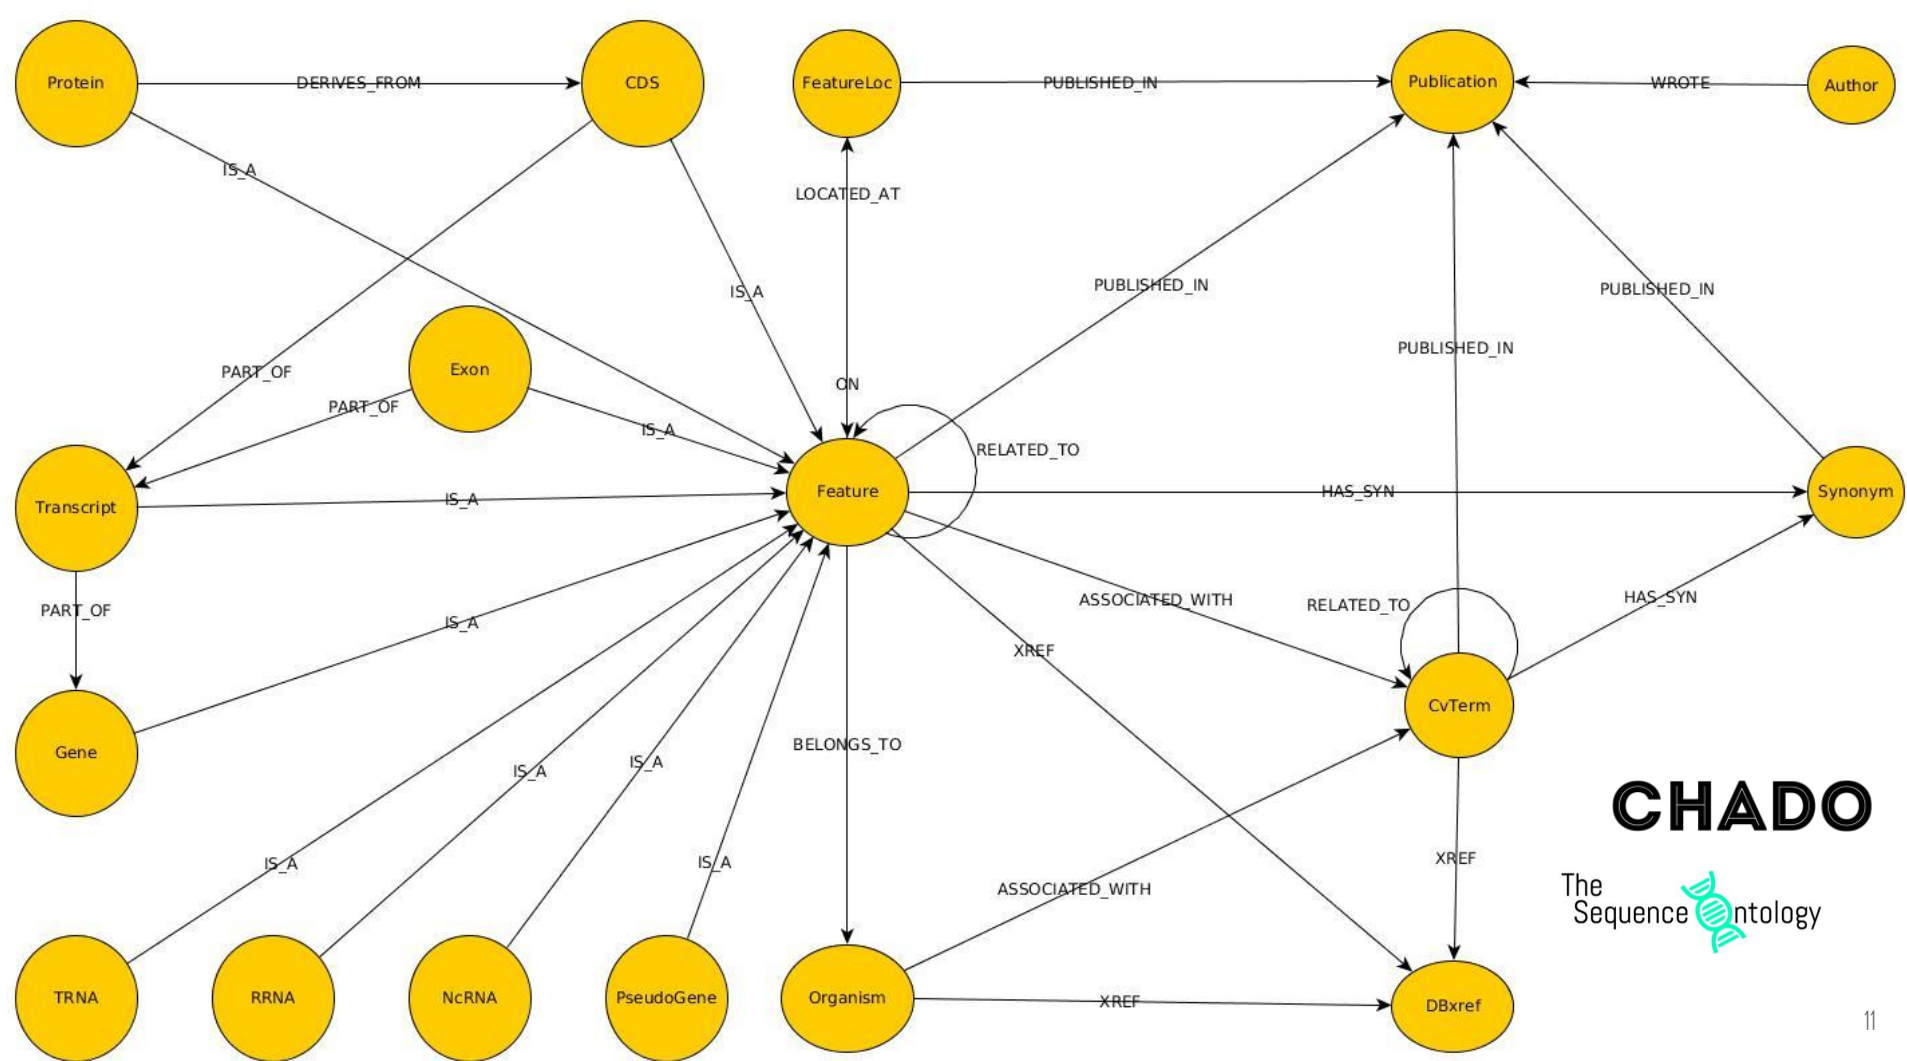 Protein
DERIVES_FROM
CDS
FeatureLoc
PUBLISHED_IN
Publication
WROTE
Author
IS_A
LOCATED_AT
IS_A
PUBLISHED_IN
PUBLISHED_IN
PUBLISHED_IN
PART_OF
Exon
ON
PART_OF
IS_A
RELATED_TO
Transcript
IS_A
Feature
HAS_SYN
Synonym
PART_OF
IS_A
ASSOCIATED_WITH
RELATED_TO
HAS_SYN
XREF
CvTerm
Gene
BELONGS_TO
IS_A
IS_A
IS_A
IS_A
ASSOCIATED_WITH
XREF
CHADO
The
Sequence Ontology
TRNA
RRNA
NcRNA
PseudoGene
Organism
XREF
DBxref
11